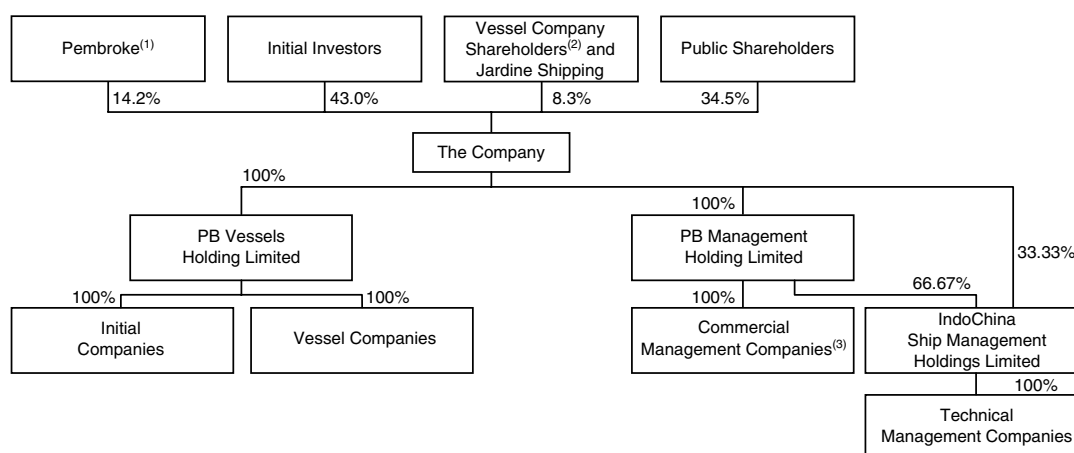 Pembroke(1)
Initial Investors
Vessel Company
Shareholders(2) and
Jardine Shipping
Public Shareholders
14.2%
43.0%
8.3%
34.5%
The Company
100%
100%
PB Vessels
Holding Limited
PB Management
Holding Limited
33.33%
100%
100%
100%
66.67%
Initial
Companies
Vessel Companies
Commercial
Management Companies(3)
IndoChina
Ship Management
Holdings Limited
100%
Technical
Management Companies